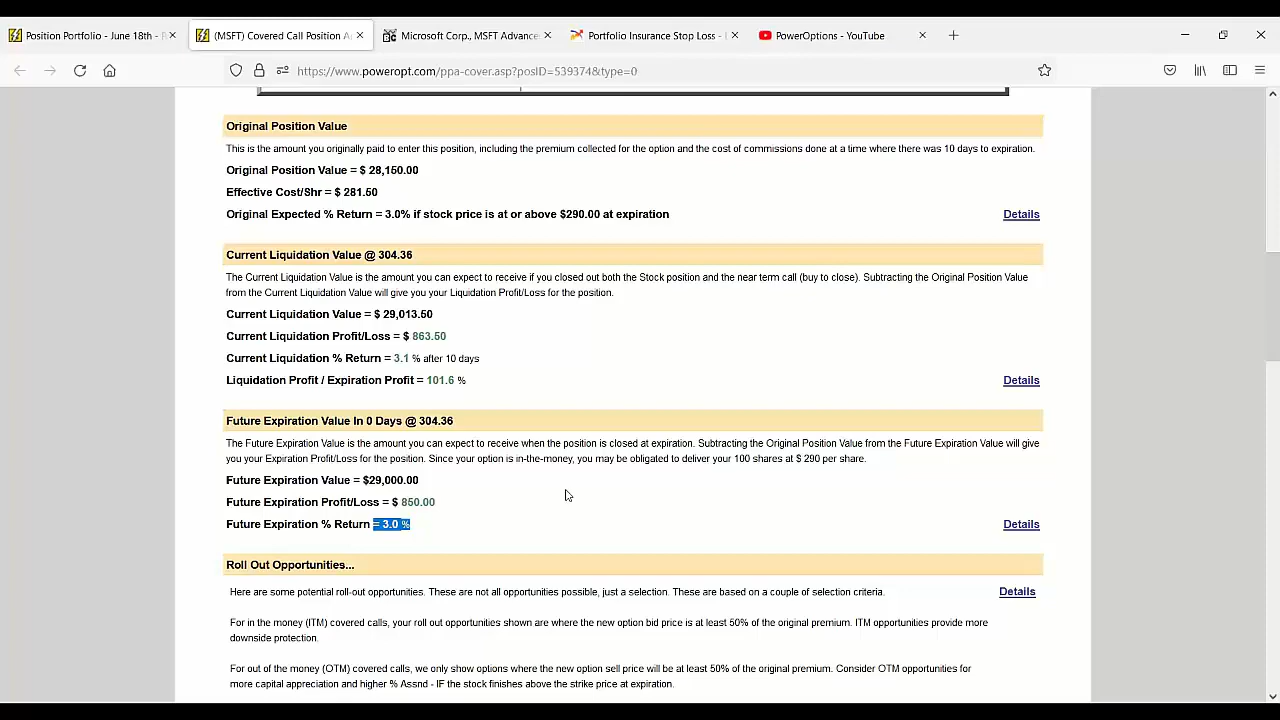 Position Portfolio - June 18th -
(MSFT) Covered Call Position A
Microsoft Corp., MSFT Advance
Portfolio Insurance Stop Loss -
PowerOptions - YouTube
https://www.poweropt.com/ppa-cover.asp?posID=539374&type=0
Original Position Value
This is the amount you originally paid to enter this position, including the premium collected for the option and the cost of commissions done at a time where there was 10 days to expiration.
Original Position Value = $ 28,150.00
Effective Cost/Shr = $ 281.50
Original Expected % Return = 3.0% if stock price is at or above $290.00 at expiration
Details
Current Liquidation Value @ 304.36
The Current Liquidation Value is the amount you can expect to receive if you closed out both the Stock position and the near term call (buy to close). Subtracting the Original Position Value
from the Current Liquidation Value will give you your Liquidation Profit/Loss for the position.
Current Liquidation Value = $ 29,013.50
Current Liquidation Profit/Loss = $ 863.50
Current Liquidation % Return = 3.1 % after 10 days
Liquidation Profit / Expiration Profit = 101.6 %
Details
Future Expiration Value In 0 Days @ 304.36
The Future Expiration Value is the amount you can expect to receive when the position is closed at expiration. Subtracting the Original Position Value from the Future Expiration Value will give
you your Expiration Profit/Loss for the position. Since your option is in-the-money, you may be obligated to deliver your 100 shares at $ 290 per share.
Future Expiration Value = $29,000.00
Future Expiration Profit/Loss = $ 850.00
Future Expiration % Return = 3.0 %
Details
Roll Out Opportunities...
Here are some potential roll-out opportunities. These are not all opportunities possible, just a selection. These are based on a couple of selection criteria.
Details
For in the money (ITM) covered calls, your roll out opportunities shown are where the new option bid price is at least 50% of the original premium. ITM opportunities provide more
downside protection.
For out of the money (OTM) covered calls, we only show options where the new option sell price will be at least 50% of the original premium. Consider OTM opportunities for
more capital appreciation and higher % Assnd - IF the stock finishes above the strike price at expiration.